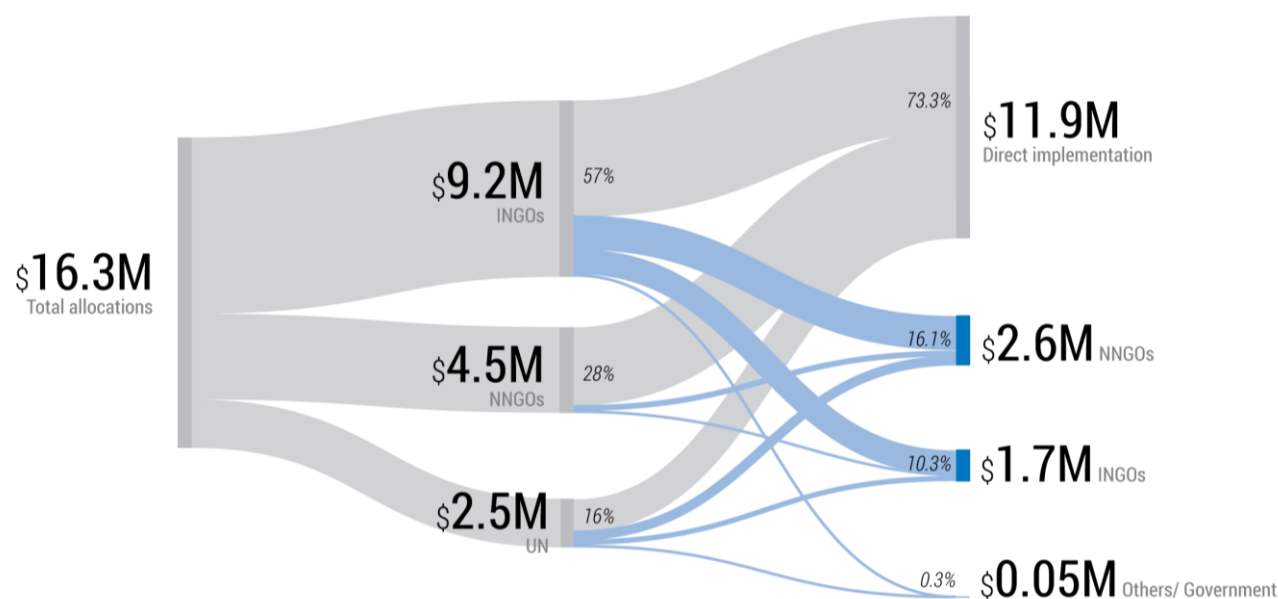 $16.3M
Total allocations
$9.2M
INGOs
57%
$4.5M
NNGOs
28%
$2.5M
UN
16%
73.3%
$11.9M
Direct implementation
16.1%
$2.6M NNGOs
10.3%
$1.7M INGOs
0.3%
$0.05M Others/ Government